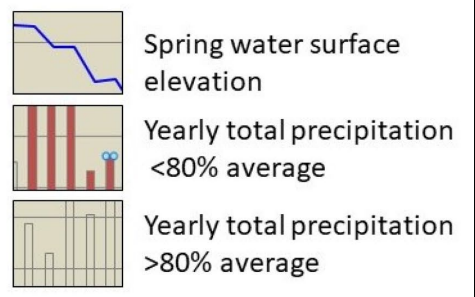 Spring water surface
elevation
Yearly total precipitation
<80% average
Yearly total precipitation
>80% average